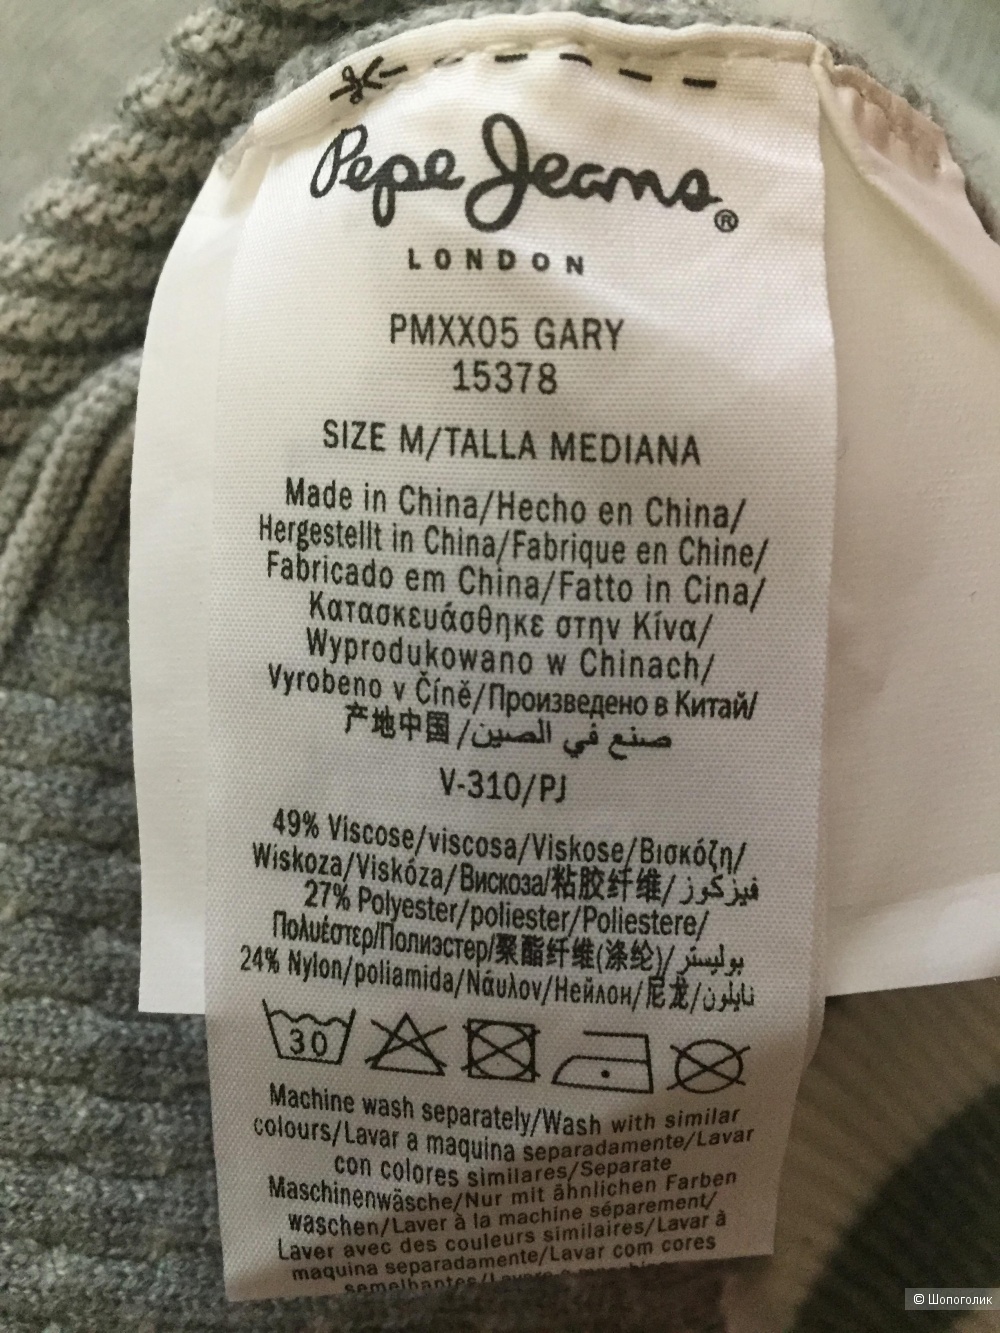 Pepe Jeans®
LONDON
PMXX05 GARY
15378
SIZE M/TALLA MEDIANA
Made in China/Hecho en China/
Hergestellt in China/Fabrique en Chine/
Fabricado em China/Fatto in Cina/
Κατασκευάσθηκε στην Κίνα/
Wyprodukowano w Chinach/
Vyrobeno v Číně/Произведено в Китай/
产地中国/صنع في الصين
V-310/PJ
49% Viscose/viscosa/Viskose/Βισκόζη/
Wiskoza/Viskóza/Вискоза/粘胶纤维/فيزكوز
27% Polyester/poliester/Poliestere/
Πολυέστερ/Полиэстер/聚酯纤维(涤纶)/بوليستر
24% Nylon/poliamida/Νάυλον/Нейлон/尼龙/نايلون
30
Machine wash separately/Wash with similar
colours/Lavar a maquina separadamente/Lavar
con colores similares/Separate
Maschinenwäsche/Nur mit ähnlichen Farben
waschen/Laver à la machine séparement/
Laver avec des couleurs similaires/Lavar à
maquina separadamente/Lavar com cores
semelhantes/
© Шопоголик